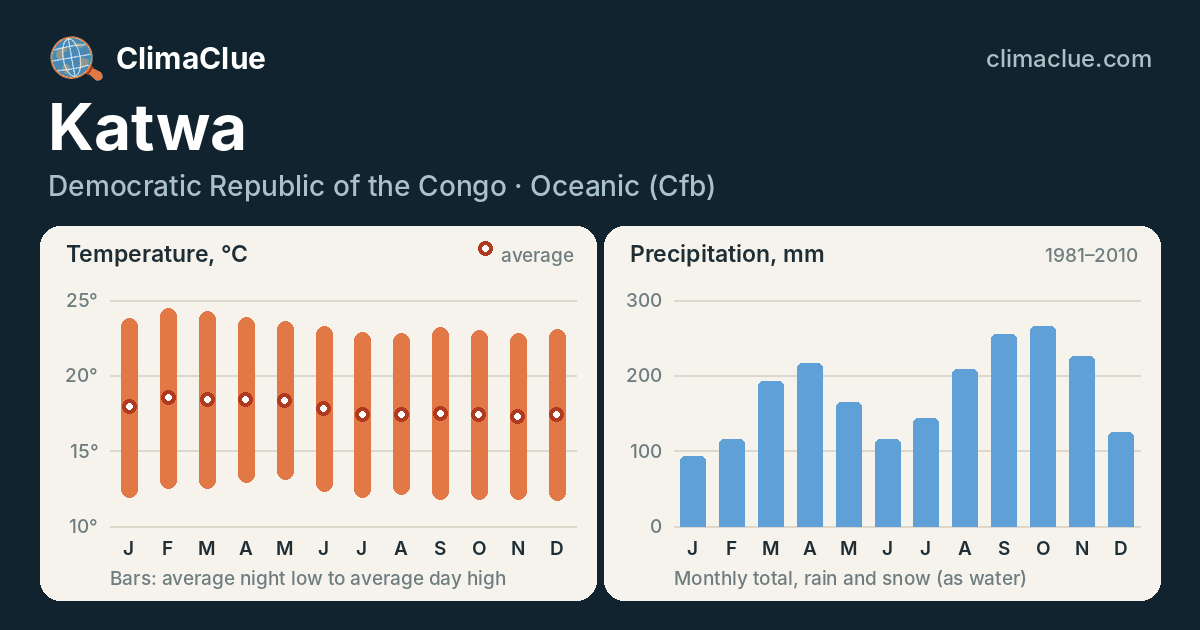 ClimaClue
climaclue.com
Katwa
Democratic Republic of the Congo · Oceanic (Cfb)
Temperature, °C
average
25°
20°
15°
10°
J F M A M J J A S O N D
Bars: average night low to average day high
Precipitation, mm
1981–2010
300
200
100
0
J F M A M J J A S O N D
Monthly total, rain and snow (as water)